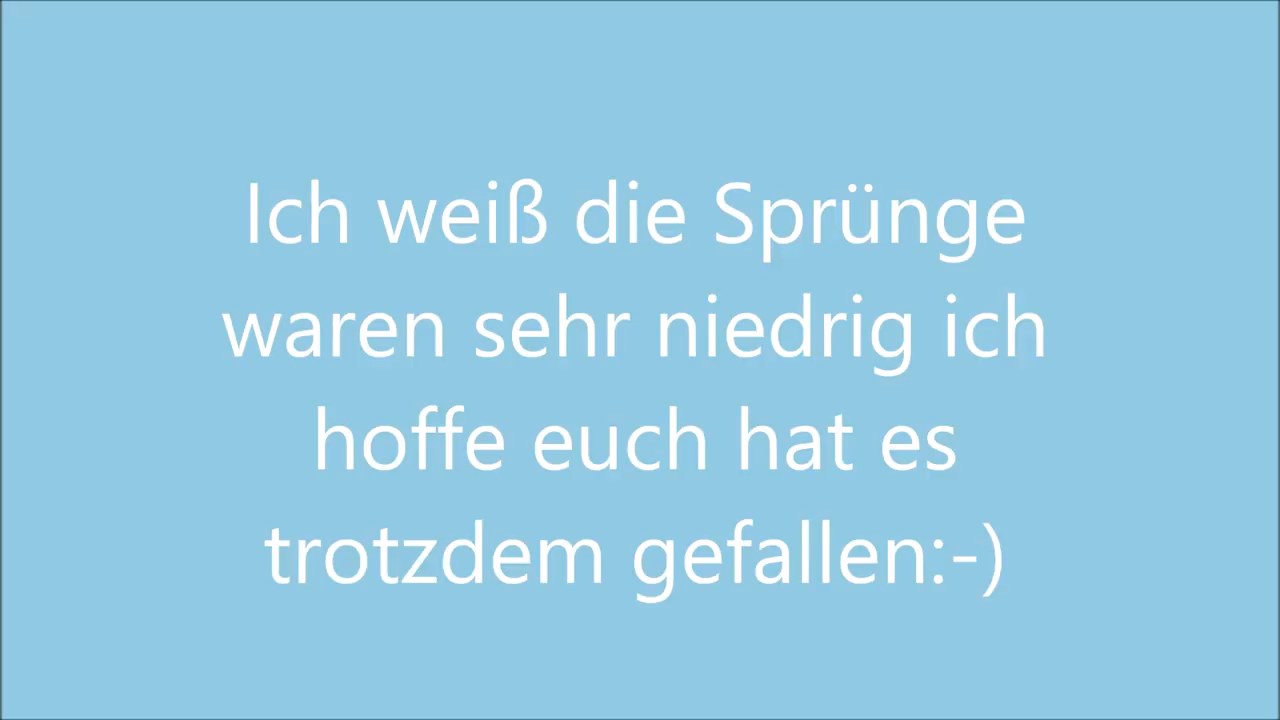 Ich weiß die Sprünge
waren sehr niedrig ich
hoffe euch hat es
trotzdem gefallen:-)